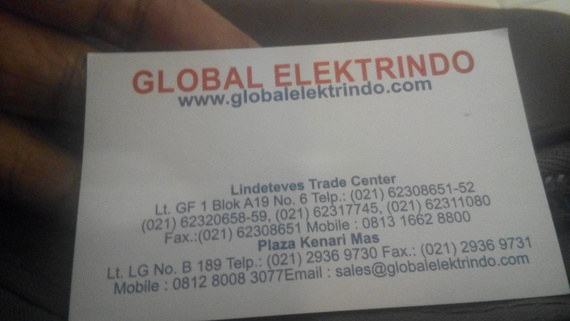 GLOBAL ELEKTRINDO
www.globalelektrindo.com
Lindeteves Trade Center
Lt. GF 1 Blok A19 No. 6 Telp.: (021) 62308651-52
(021) 62320658-59, (021) 62317745, (021) 62311080
Fax.:(021) 62308651 Mobile : 0813 1662 8800
Plaza Kenari Mas
Lt. LG No. B 189 Telp.: (021) 2936 9730 Fax.: (021) 2936 9731
Mobile : 0812 8008 3077Email : sales@globalelektrindo.com